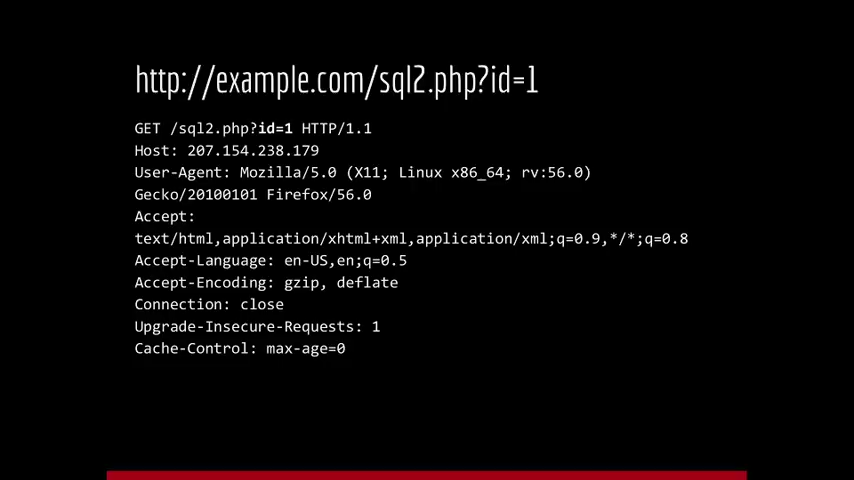 http://example.com/sql2.php?id=1
GET /sql2.php?id=1 HTTP/1.1
Host: 207.154.238.179
User-Agent: Mozilla/5.0 (X11; Linux x86_64; rv:56.0)
Gecko/20100101 Firefox/56.0
Accept:
text/html,application/xhtml+xml,application/xml;q=0.9,*/*;q=0.8
Accept-Language: en-US,en;q=0.5
Accept-Encoding: gzip, deflate
Connection: close
Upgrade-Insecure-Requests: 1
Cache-Control: max-age=0